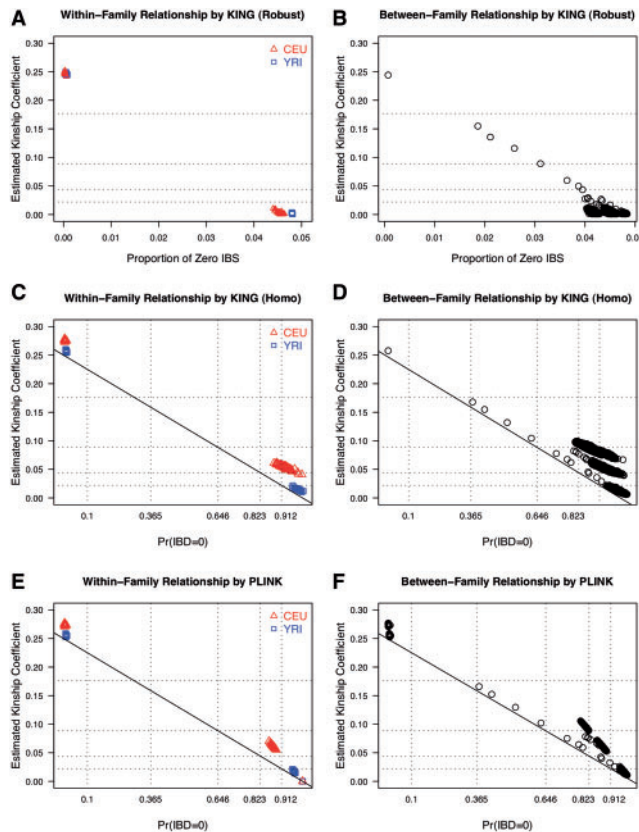 A Within−Family Relationship by KING (Robust)
Estimated Kinship Coefficient
0.30
0.25
0.20
0.15
0.10
0.05
0.00
CEU
YRI
0.00 0.01 0.02 0.03 0.04 0.05
Proportion of Zero IBS
B Between−Family Relationship by KING (Robust)
Estimated Kinship Coefficient
0.30
0.25
0.20
0.15
0.10
0.05
0.00
0.00 0.01 0.02 0.03 0.04 0.0
Proportion of Zero IBS
C Within−Family Relationship by KING (Homo)
Estimated Kinship Coefficient
0.30
0.25
0.20
0.15
0.10
0.05
0.00
CEU
YRI
0.1 0.365 0.646 0.823 0.912
Pr(IBD=0)
D Between−Family Relationship by KING (Homo)
Estimated Kinship Coefficient
0.30
0.25
0.20
0.15
0.10
0.05
0.00
0.1 0.365 0.646 0.823
Pr(IBD=0)
E Within−Family Relationship by PLINK
Estimated Kinship Coefficient
0.30
0.25
0.20
0.15
0.10
0.05
0.00
CEU
YRI
0.1 0.365 0.646 0.823 0.912
Pr(IBD=0)
F Between−Family Relationship by PLINK
Estimated Kinship Coefficient
0.30
0.25
0.20
0.15
0.10
0.05
0.00
0.1 0.365 0.646 0.823 0.912
Pr(IBD=0)